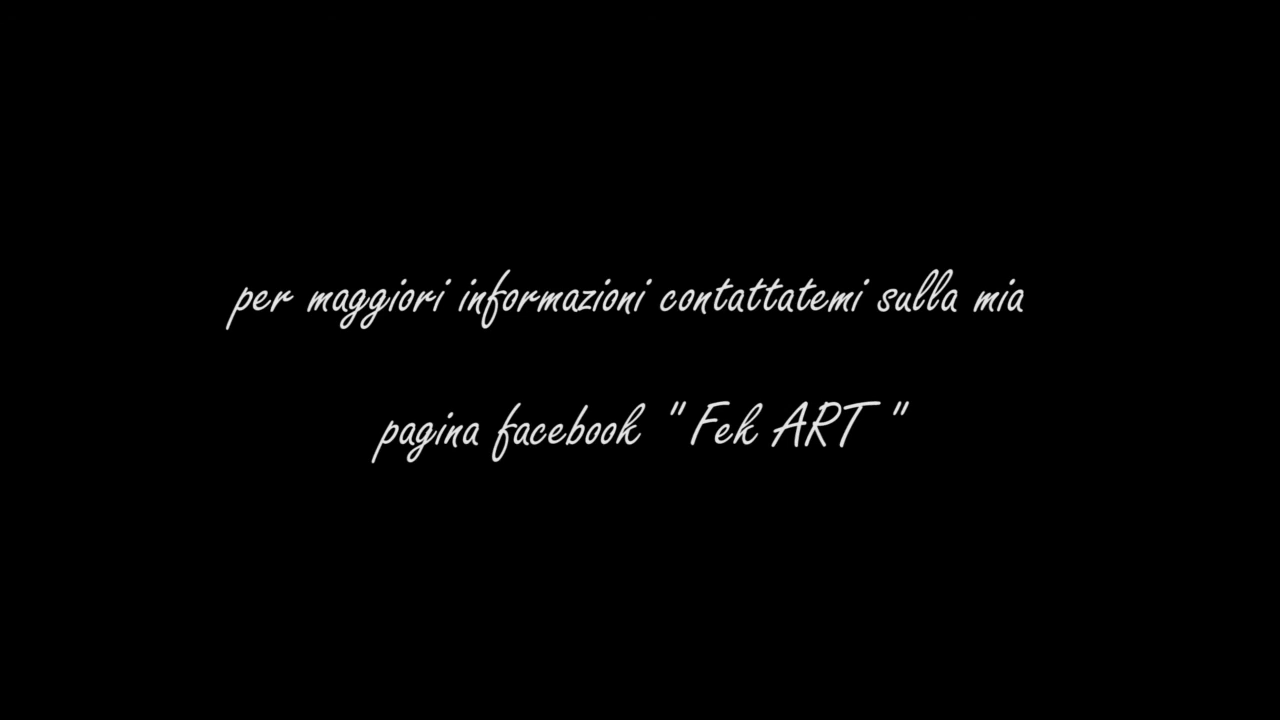 per maggiori informazioni contattatemi sulla mia
pagina facebook " Fek ART "